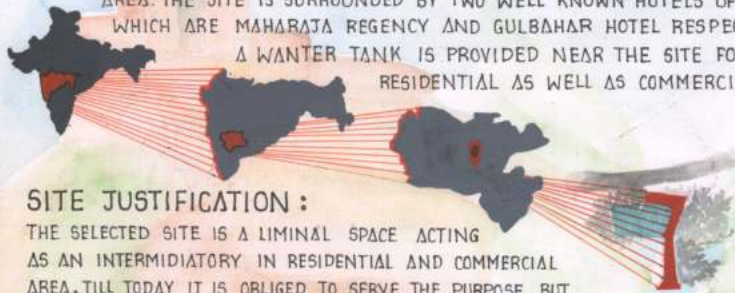 AREA. THE SITE IS SURROUNDED BY TWO WELL KNOWN HOTELS OF
WHICH ARE MAHARAJA REGENCY AND GULBAHAR HOTEL RESPEC
A WANTER TANK IS PROVIDED NEAR THE SITE FO
RESIDENTIAL AS WELL AS COMMERCI
SITE JUSTIFICATION :
THE SELECTED SITE IS A LIMINAL SPACE ACTING
AS AN INTERMIDIATORY IN RESIDENTIAL AND COMMERCIAL
AREA. TILL TODAY IT IS OBLIGED TO SERVE THE PURPOSE BUT